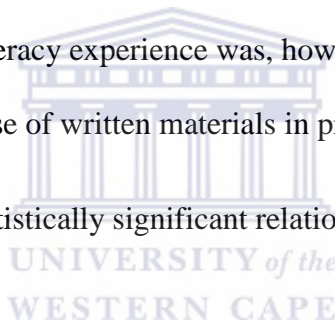 eracy experience was, how
se of written materials in p
tistically significant relatio
UNIVERSITY of the
WESTERN CAPE